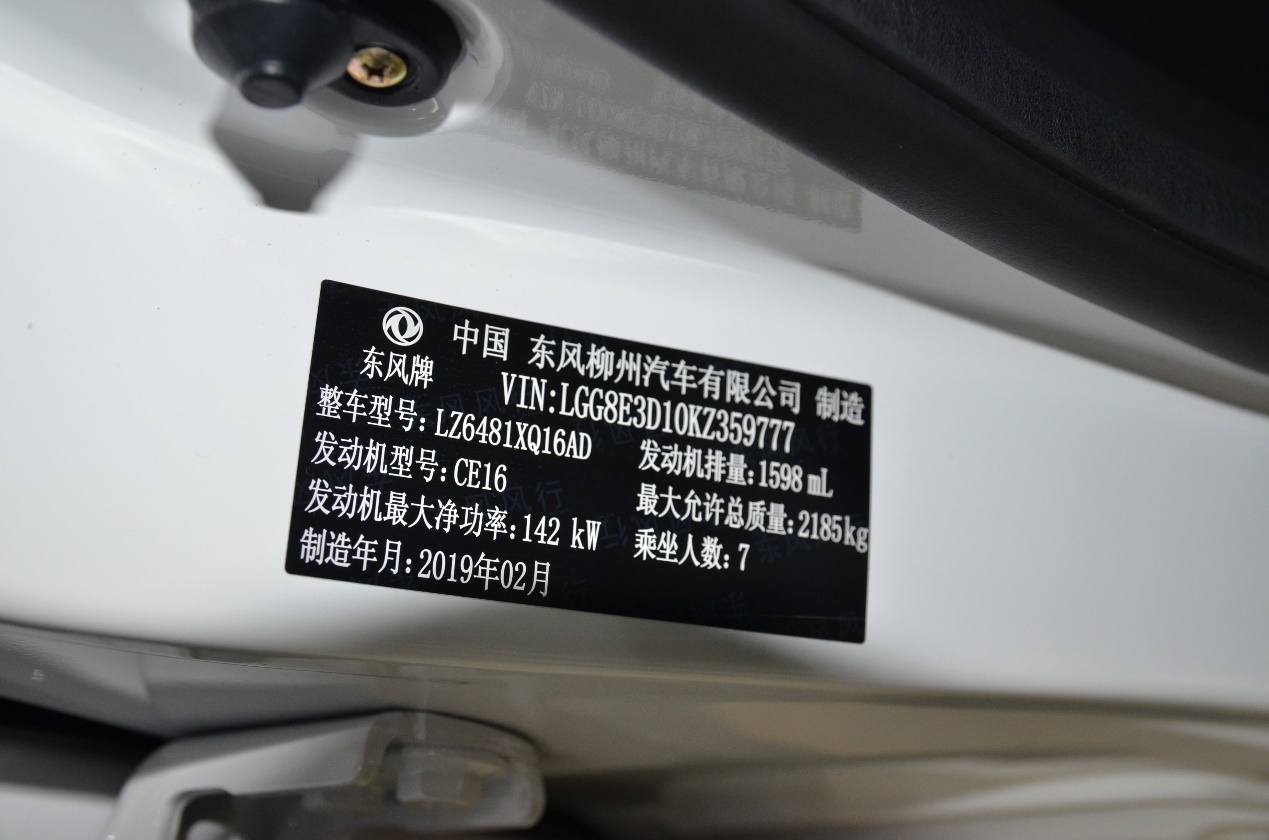 中国 东风柳州汽车有限公司 制造
东风牌 VIN:LGG8E3D10KZ359777
整车型号: LZ6481XQ16AD 发动机排量: 1598 mL
发动机型号: CE16 最大允许总质量: 2185kg
发动机最大净功率: 142 kW 乘坐人数: 7
制造年月: 2019年02月